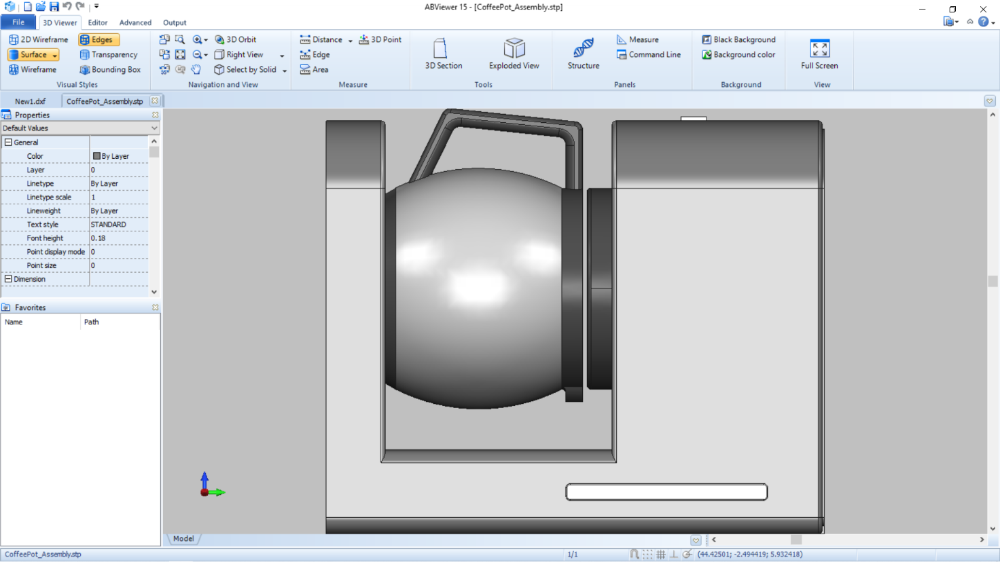 ABViewer 15 - [CoffeePot_Assembly.stp]
File 3D Viewer Editor Advanced Output
2D Wireframe Edges
Surface Transparency
Wireframe Bounding Box
Visual Styles
3D Orbit
Right View
Select by Solid
Navigation and View
Distance 3D Point
Edge
Area
Measure
3D Section Exploded View
Tools
Structure
Measure
Command Line
Panels
Black Background
Background color
Background
Full Screen
View
New1.dxf CoffeePot_Assembly.stp
Properties
Default Values
General
Color By Layer
Layer 0
Linetype By Layer
Linetype scale 1
Lineweight By Layer
Text style STANDARD
Font height 0.18
Point display mode 0
Point size 0
Dimension
Favorites
Name Path
Model
CoffeePot_Assembly.stp 1/1 (44.42501; -2.494419; 5.932418)